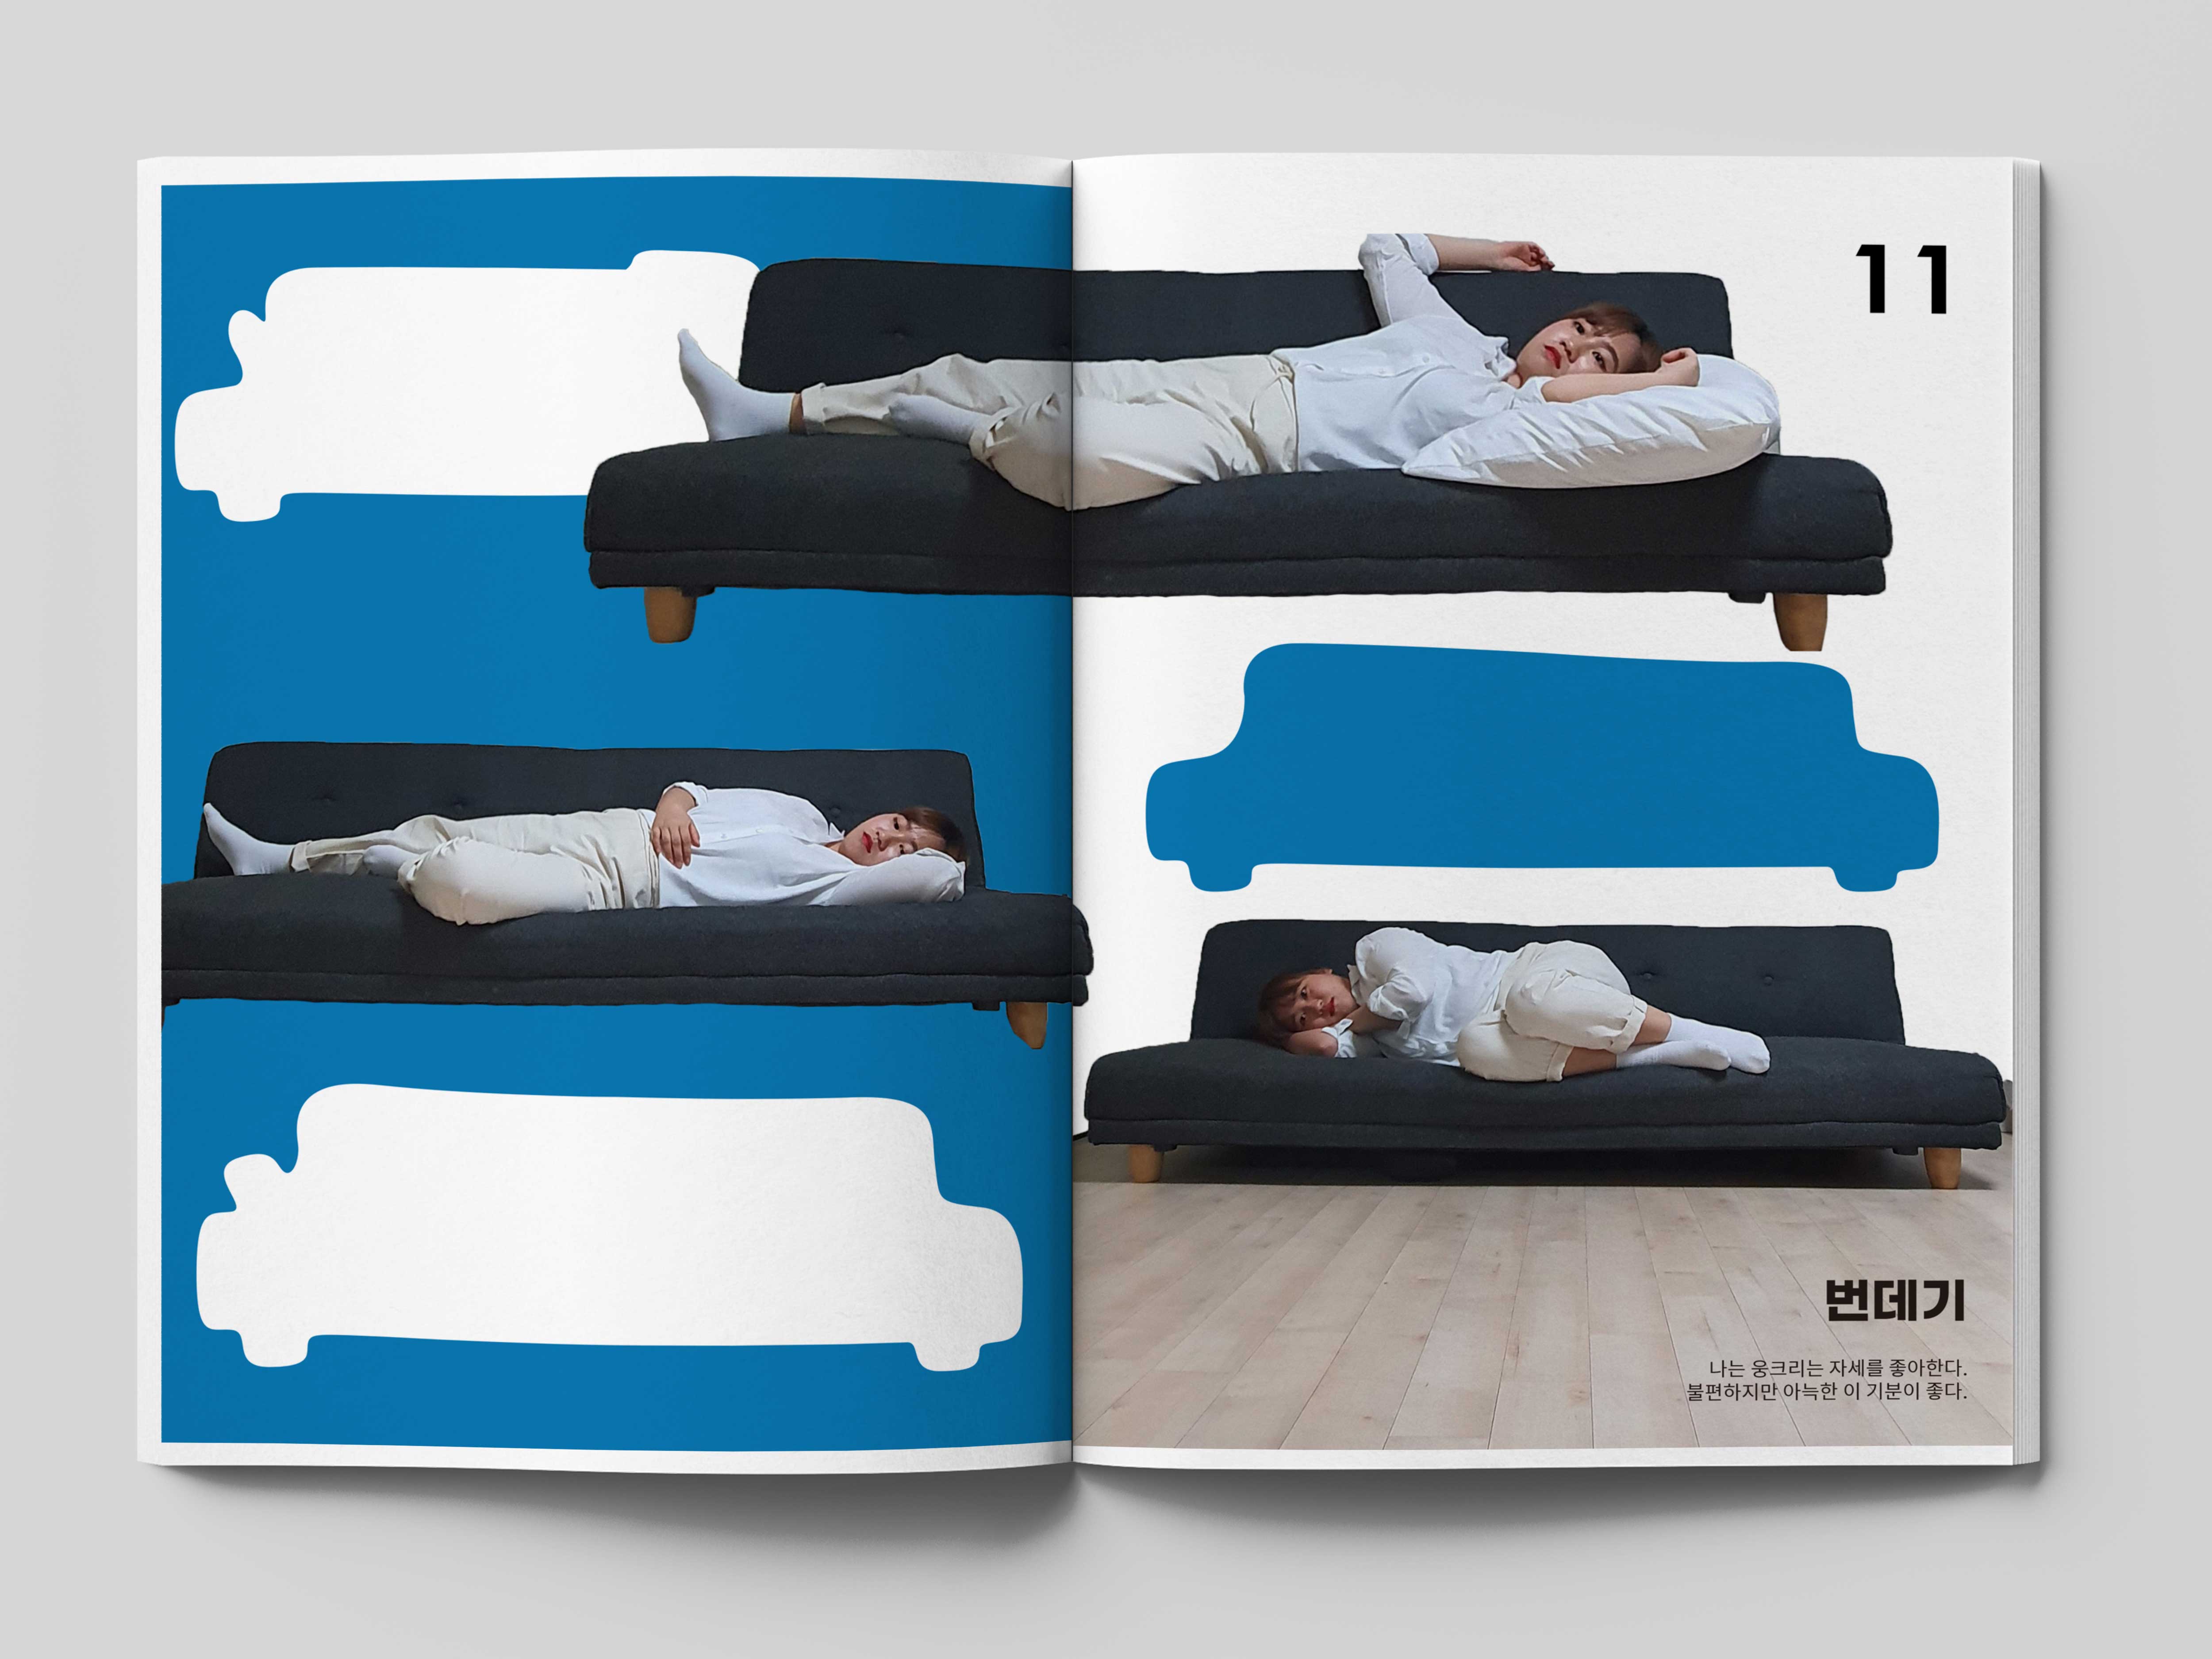 11
번데기
나는 웅크리는 자세를 좋아한다.
불편하지만 아늑한 이 기분이 좋다.